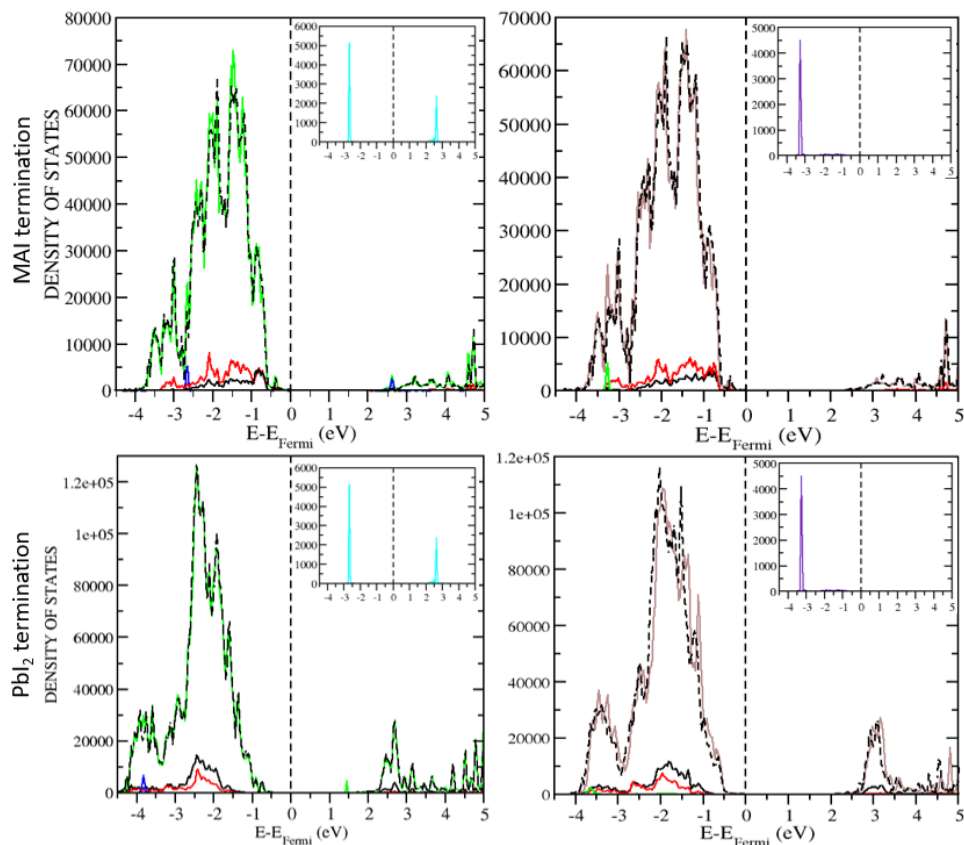 MAI termination
DENSITY OF STATES
80000
70000
60000
50000
40000
30000
20000
10000
0
-4 -3 -2 -1 0 1 2 3 4 5
E-E_Fermi (eV)
6000
5000
4000
3000
2000
1000
0
-4 -3 -2 -1 0 1 2 3 4 5
70000
60000
50000
40000
30000
20000
10000
0
-4 -3 -2 -1 0 1 2 3 4 5
E-E_Fermi (eV)
5000
4000
3000
2000
1000
0
-4 -3 -2 -1 0 1 2 3 4 5
PbI₂ termination
DENSITY OF STATES
1.2e+05
1e+05
80000
60000
40000
20000
0
-4 -3 -2 -1 0 1 2 3 4 5
E-E_Fermi (eV)
6000
5000
4000
3000
2000
1000
0
-4 -3 -2 -1 0 1 2 3 4 5
1.2e+05
1e+05
80000
60000
40000
20000
0
-4 -3 -2 -1 0 1 2 3 4 5
E-E_Fermi (eV)
5000
4000
3000
2000
1000
0
-4 -3 -2 -1 0 1 2 3 4 5